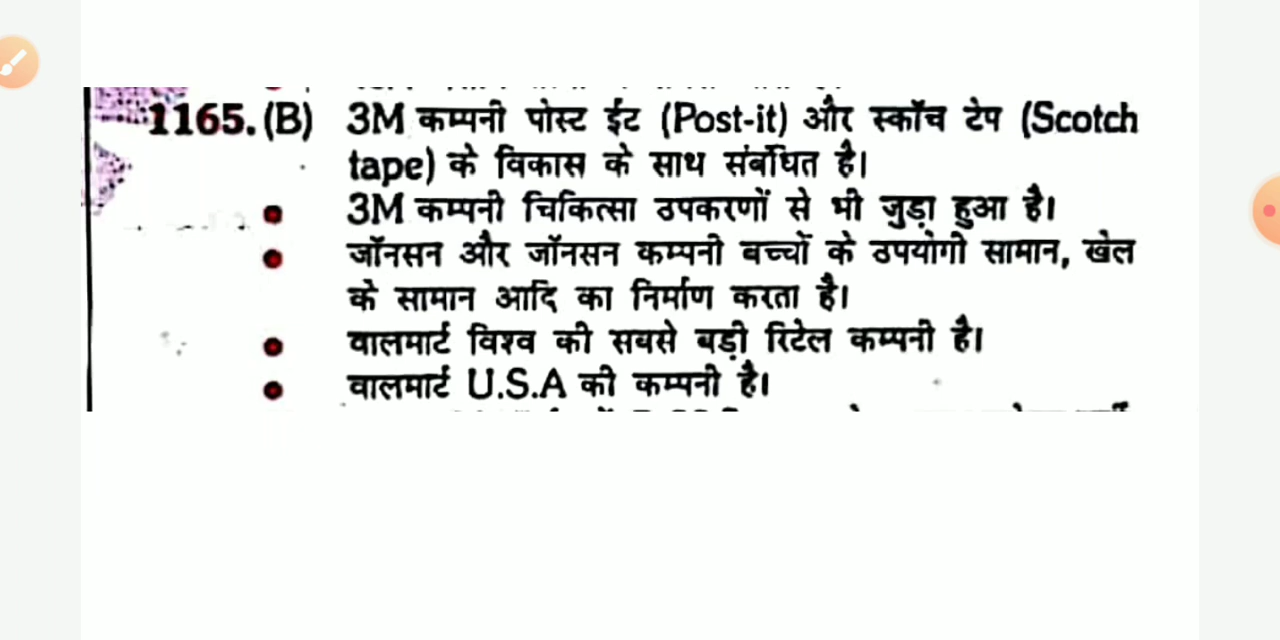 1165. (B) 3M कम्पनी पोस्ट ईट (Post-it) और स्कॉच टेप (Scotch
tape) के विकास के साथ संबंधित है।
• 3M कम्पनी चिकित्सा उपकरणों से भी जुड़ा हुआ है।
• जॉनसन और जॉनसन कम्पनी बच्चों के उपयोगी सामान, खेल
के सामान आदि का निर्माण करता है।
• वालमार्ट विश्व की सबसे बड़ी रिटेल कम्पनी है।
• वालमार्ट U.S.A की कम्पनी है।